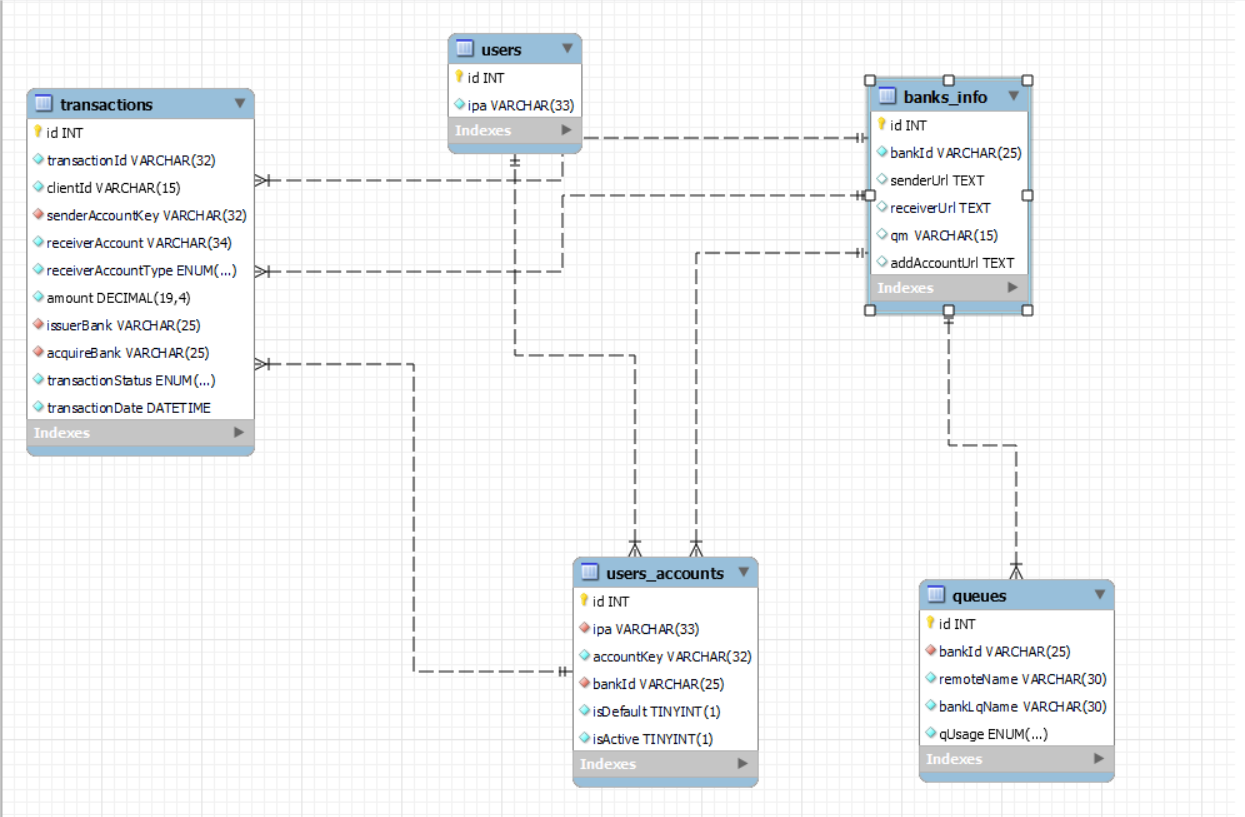 users
id INT
ipa VARCHAR(33)
Indexes
transactions
id INT
transactionId VARCHAR(32)
clientId VARCHAR(15)
senderAccountKey VARCHAR(32)
receiverAccount VARCHAR(34)
receiverAccountType ENUM(...)
amount DECIMAL(19,4)
issuerBank VARCHAR(25)
acquireBank VARCHAR(25)
transactionStatus ENUM(...)
transactionDate DATETIME
Indexes
banks_info
id INT
bankId VARCHAR(25)
senderUrl TEXT
receiverUrl TEXT
qm VARCHAR(15)
addAccountUrl TEXT
Indexes
users_accounts
id INT
ipa VARCHAR(33)
accountKey VARCHAR(32)
bankId VARCHAR(25)
isDefault TINYINT(1)
isActive TINYINT(1)
Indexes
queues
id INT
bankId VARCHAR(25)
remoteName VARCHAR(30)
bankLqName VARCHAR(30)
qUsage ENUM(...)
Indexes